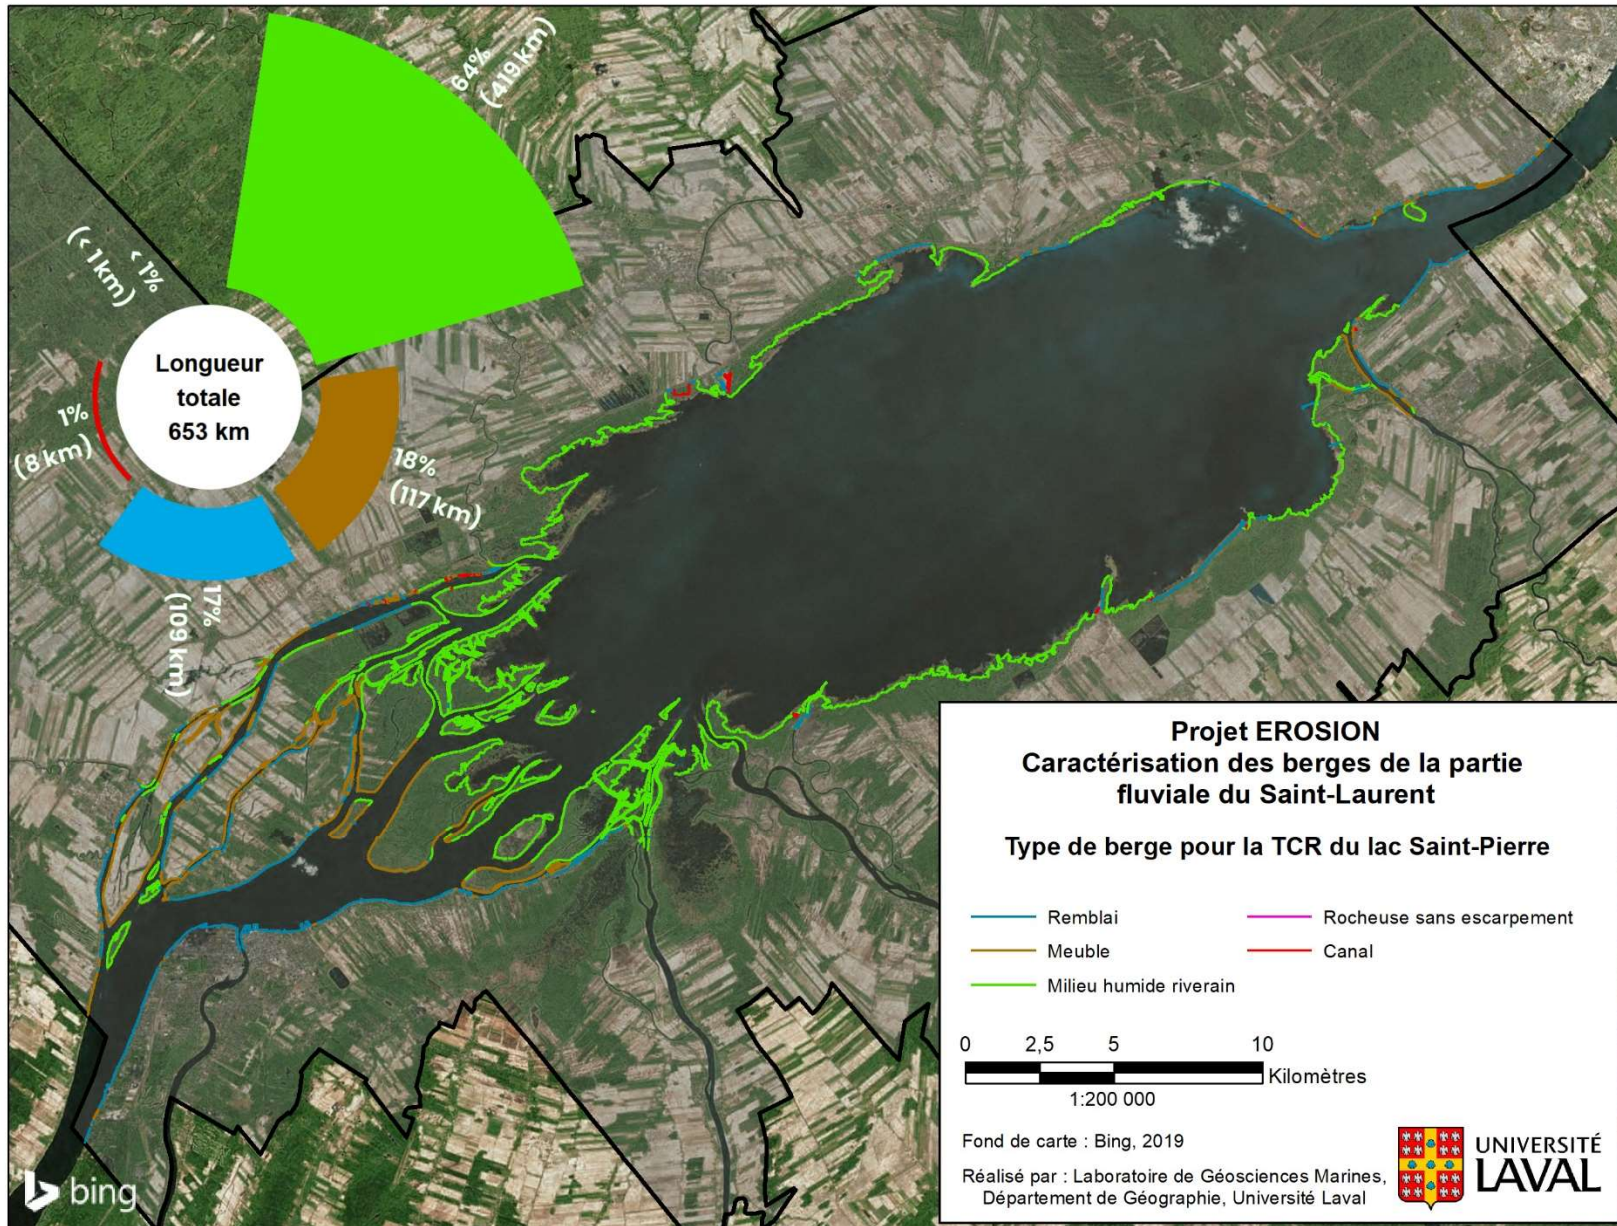 64%
(419 km)
< 1%
(< 1 km)
Longueur
totale
653 km
1%
(8 km)
18%
(117 km)
17%
(109 km)
Projet EROSION
Caractérisation des berges de la partie
fluviale du Saint-Laurent
Type de berge pour la TCR du lac Saint-Pierre
Remblai
Rocheuse sans escarpement
Meuble
Canal
Milieu humide riverain
0 2,5 5 10
Kilomètres
1:200 000
Fond de carte : Bing, 2019
Réalisé par : Laboratoire de Géosciences Marines,
Département de Géographie, Université Laval
UNIVERSITÉ
LAVAL
bing